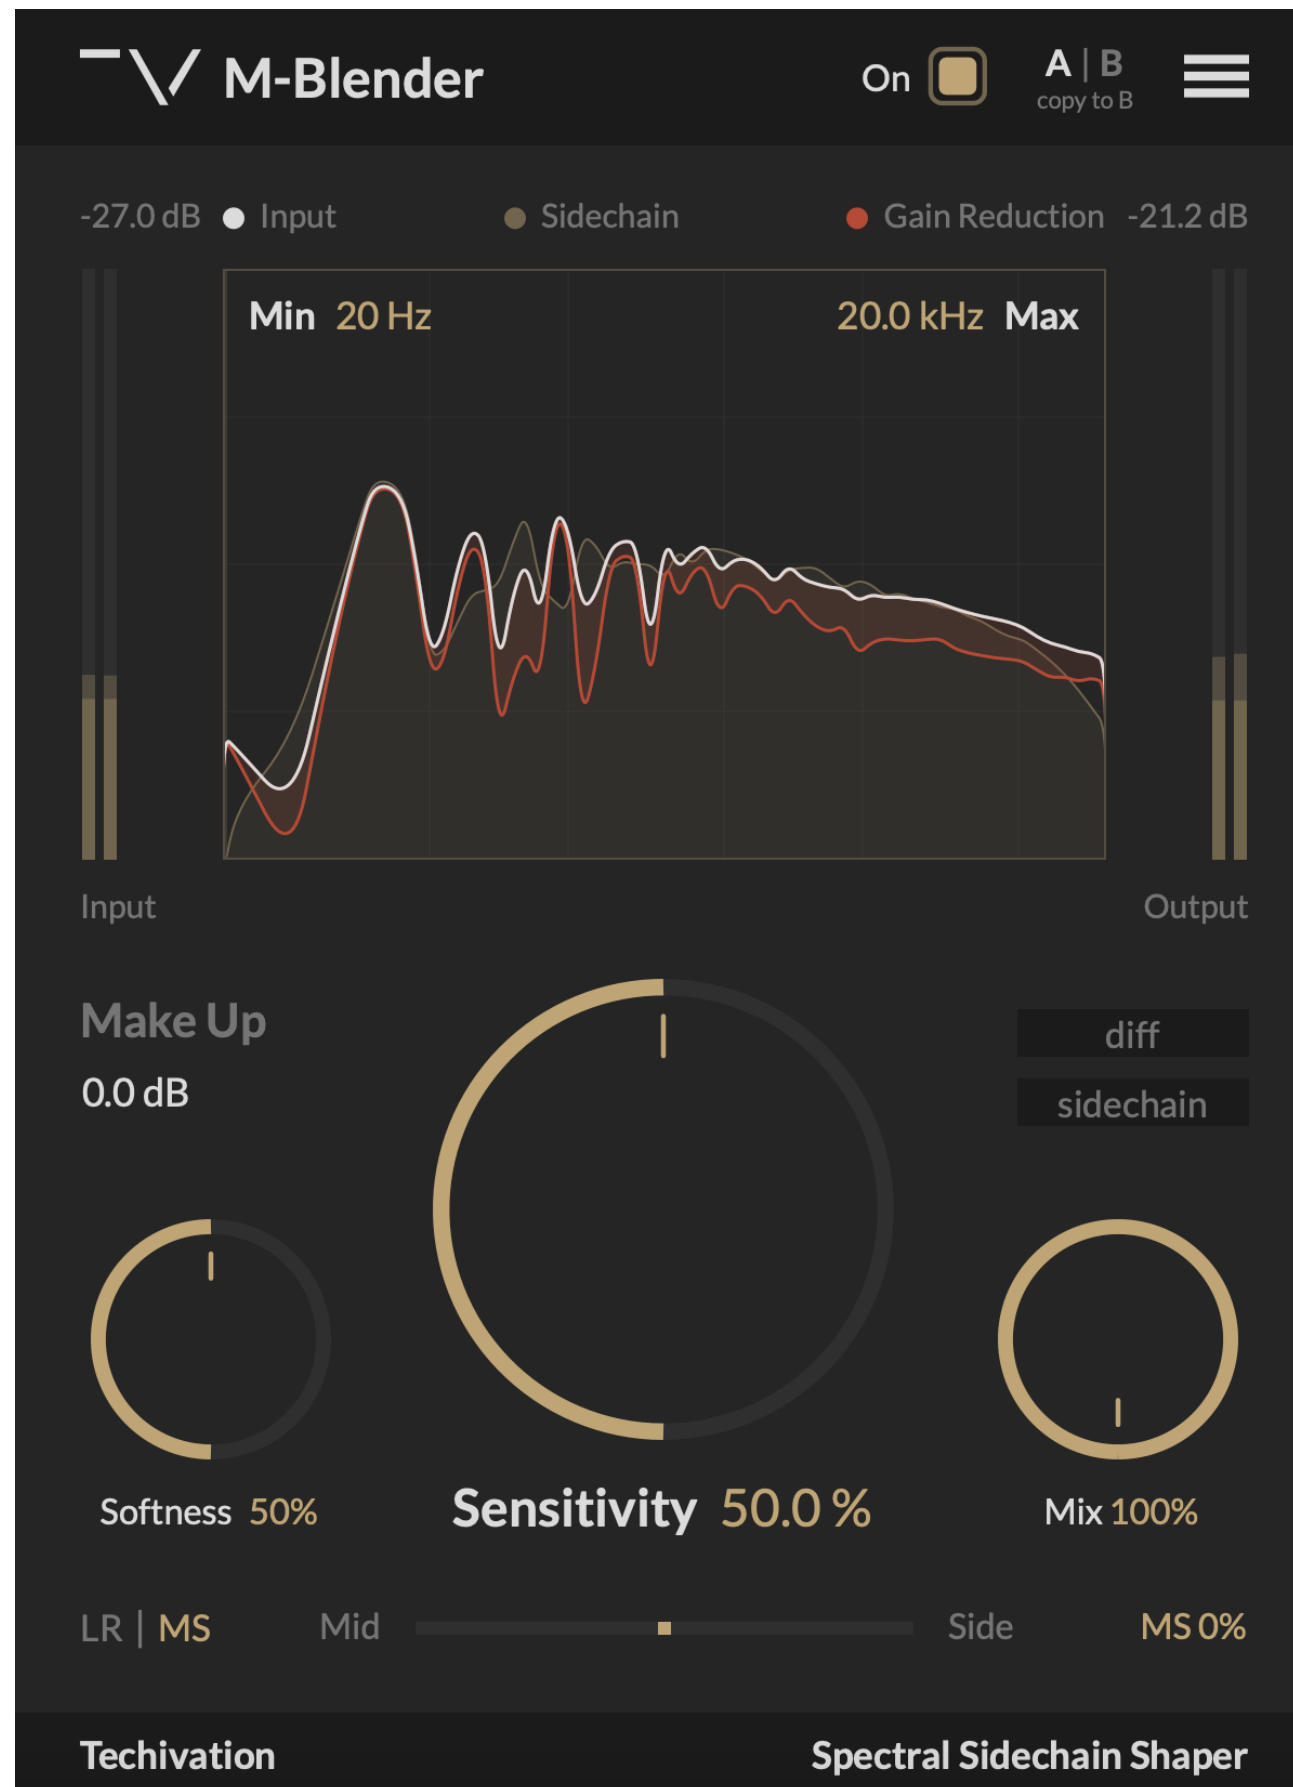 M-Blender On A | B
copy to B
-27.0 dB Input Sidechain Gain Reduction -21.2 dB
Min 20 Hz 20.0 kHz Max
Input Output
Make Up
0.0 dB
diff
sidechain
Softness 50% Sensitivity 50.0 % Mix 100%
LR | MS Mid Side MS 0%
Techivation Spectral Sidechain Shaper